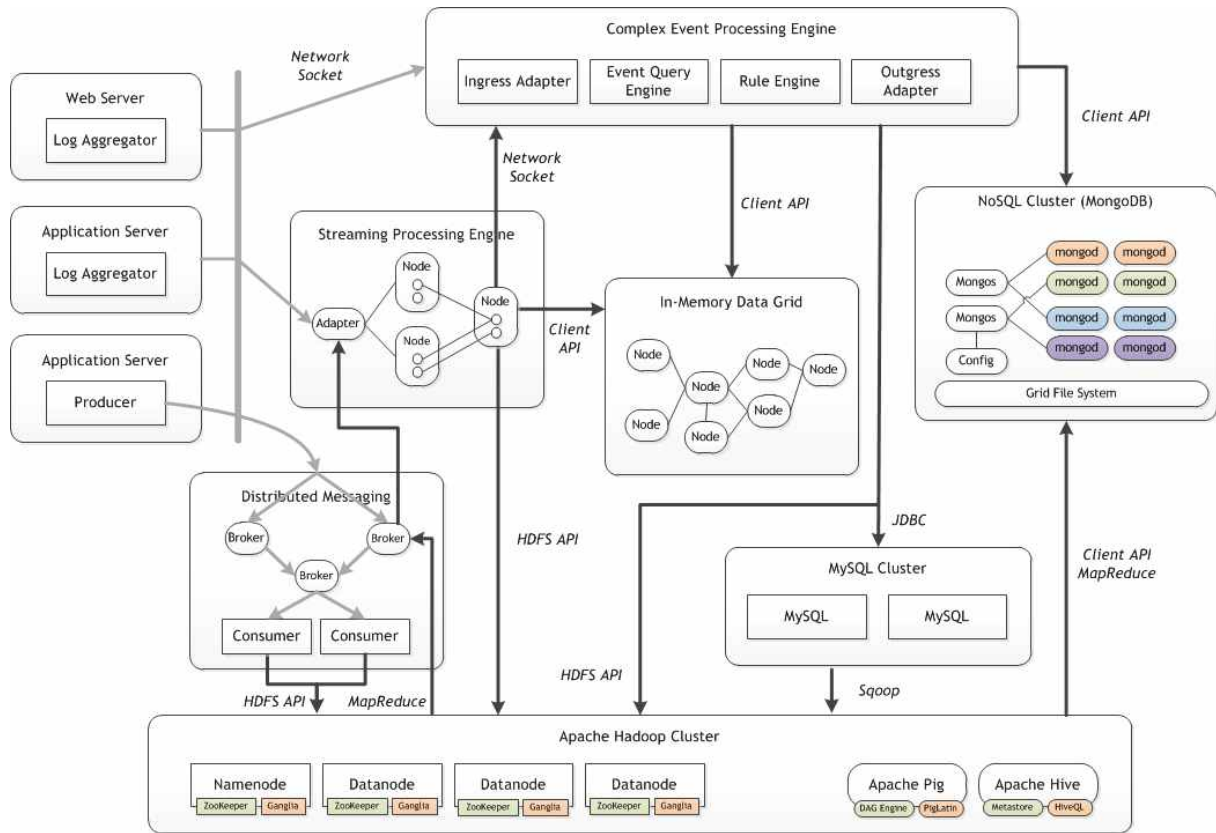 Complex Event Processing Engine
Ingress Adapter
Event Query
Engine
Rule Engine
Outgress
Adapter
Network
Socket
Web Server
Log Aggregator
Client API
Network
Socket
Client API
NoSQL Cluster (MongoDB)
mongod
mongod
Mongos
mongod
mongod
Mongos
mongod
mongod
Config
mongod
mongod
Grid File System
Application Server
Log Aggregator
Streaming Processing Engine
Node
Node
Adapter
Node
Client
API
In-Memory Data Grid
Node
Node
Node
Node
Node
Node
Node
Application Server
Producer
Distributed Messaging
Broker
Broker
Broker
Consumer
Consumer
HDFS API
JDBC
MySQL Cluster
MySQL
MySQL
Client API
MapReduce
HDFS API
MapReduce
HDFS API
Sqoop
Apache Hadoop Cluster
Namenode
ZooKeeper
Ganglia
Datanode
ZooKeeper
Ganglia
Datanode
ZooKeeper
Ganglia
Datanode
ZooKeeper
Ganglia
Apache Pig
DAG Engine
PigLatin
Apache Hive
Metastore
HiveQL